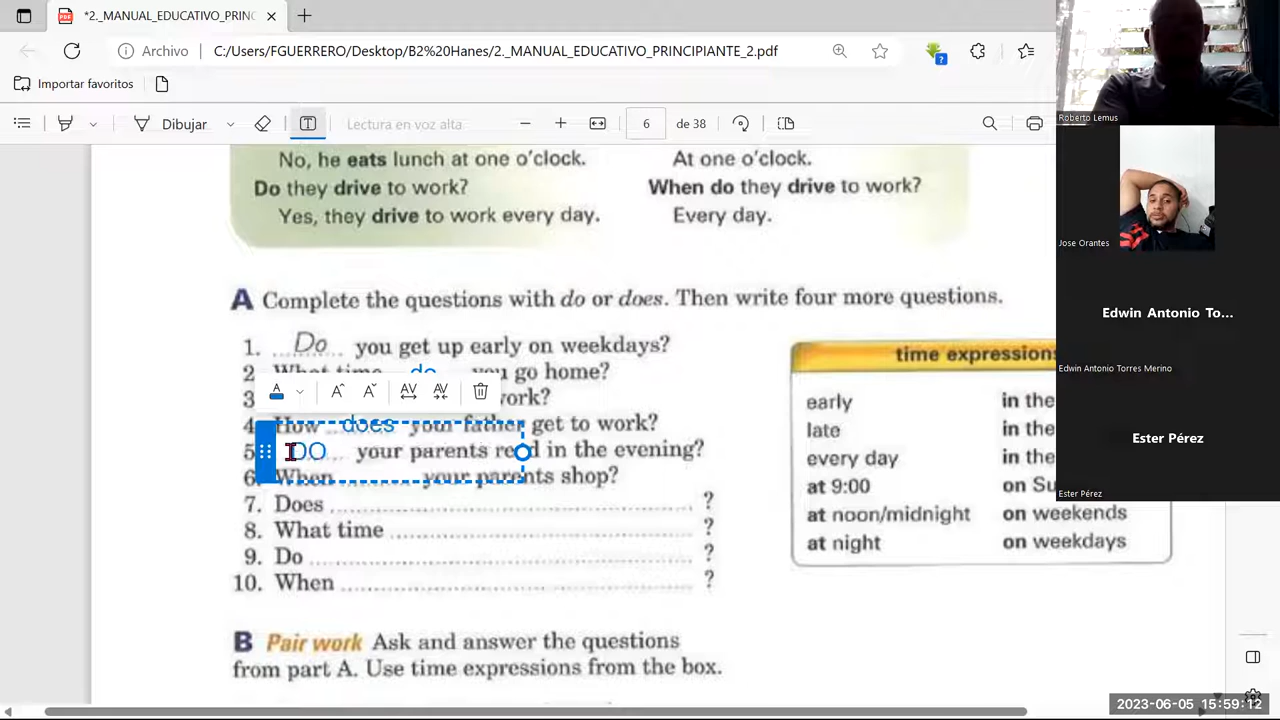 *2._MANUAL_EDUCATIVO_PRINC
Archivo C:/Users/FGUERRERO/Desktop/s2%20Hanes/2._MANUAL_EDUCATIVO_PRINCIPIANTE_2.pdf
Importar favoritos
Dibujar Lectura en voz alta 6 de 38
No, he eats lunch at one o'clock. At one o'clock.
Do they drive to work? When do they drive to work?
Yes, they drive to work every day. Every day.
A Complete the questions with do or does. Then write four more questions.
1. Do you get up early on weekdays?
2 What time do you go home?
3 work?
4. How does your father get to work?
5 DO your parents read in the evening?
6. When your parents shop?
7. Does ?
8. What time ?
9. Do ?
10. When ?
time expressions
early in the
late in the
every day in the
at 9:00 on Su
at noon/midnight on weekends
at night on weekdays
B Pair work Ask and answer the questions
from part A. Use time expressions from the box.
Roberto Lemus
Jose Orantes
Edwin Antonio To...
Edwin Antonio Torres Merino
Ester Pérez
Ester Pérez
2023-06-05 15:59:12